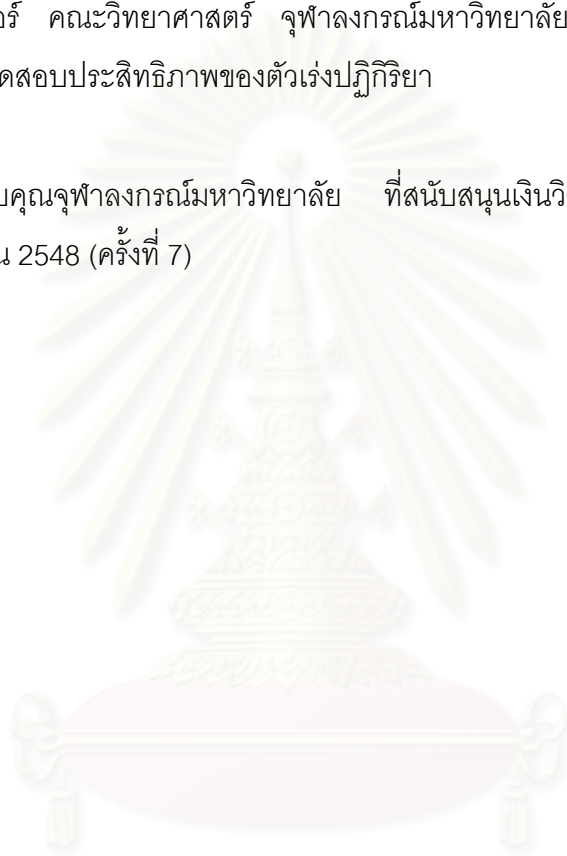 อร์ คณะวิทยาศาสตร์ จุฬาลงกรณ์มหาวิทยาลัย
ดสอบประสิทธิภาพของตัวเร่งปฏิกิริยา
บคุณจุฬาลงกรณ์มหาวิทยาลัย ที่สนับสนุนเงินวิ
น 2548 (ครั้งที่ 7)